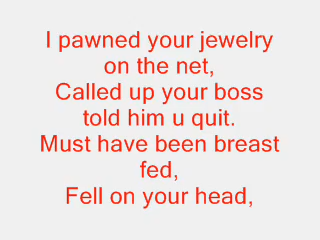 I pawned your jewelry
on the net,
Called up your boss
told him u quit.
Must have been breast
fed,
Fell on your head,